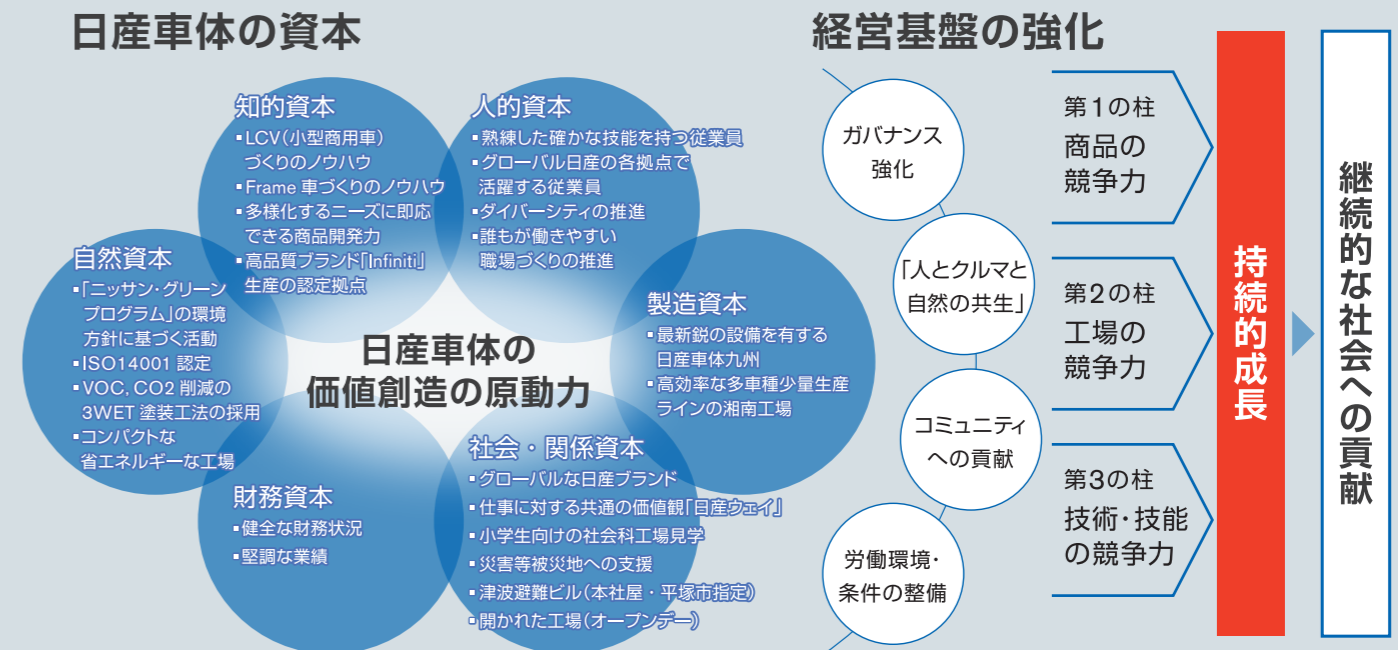 日産車体の資本
知的資本
▪LCV（小型商用車）
づくりのノウハウ
▪Frame 車づくりのノウハウ
▪多様化するニーズに即応
できる商品開発力
▪高品質ブランド「Infiniti」
生産の認定拠点
人的資本
▪熟練した確かな技能を持つ従業員
▪グローバル日産の各拠点で
活躍する従業員
▪ダイバーシティの推進
▪誰もが働きやすい
職場づくりの推進
自然資本
▪「ニッサン・グリーン
プログラム」の環境
方針に基づく活動
▪ISO14001 認定
▪VOC, CO2 削減の
3WET 塗装工法の採用
▪コンパクトな
省エネルギーな工場
日産車体の
価値創造の原動力
製造資本
▪最新鋭の設備を有する
日産車体九州
▪高効率な多車種少量生産
ラインの湘南工場
財務資本
▪健全な財務状況
▪堅調な業績
社会・関係資本
▪グローバルな日産ブランド
▪仕事に対する共通の価値観「日産ウェイ」
▪小学生向けの社会科工場見学
▪災害等被災地への支援
▪津波避難ビル（本社屋・平塚市指定）
▪開かれた工場（オープンデー）
経営基盤の強化
ガバナンス
強化
「人とクルマと
自然の共生」
コミュニティ
への貢献
労働環境・
条件の整備
第1の柱
商品の
競争力
第2の柱
工場の
競争力
第3の柱
技術・技能
の競争力
持続的成長
継続的な社会への貢献